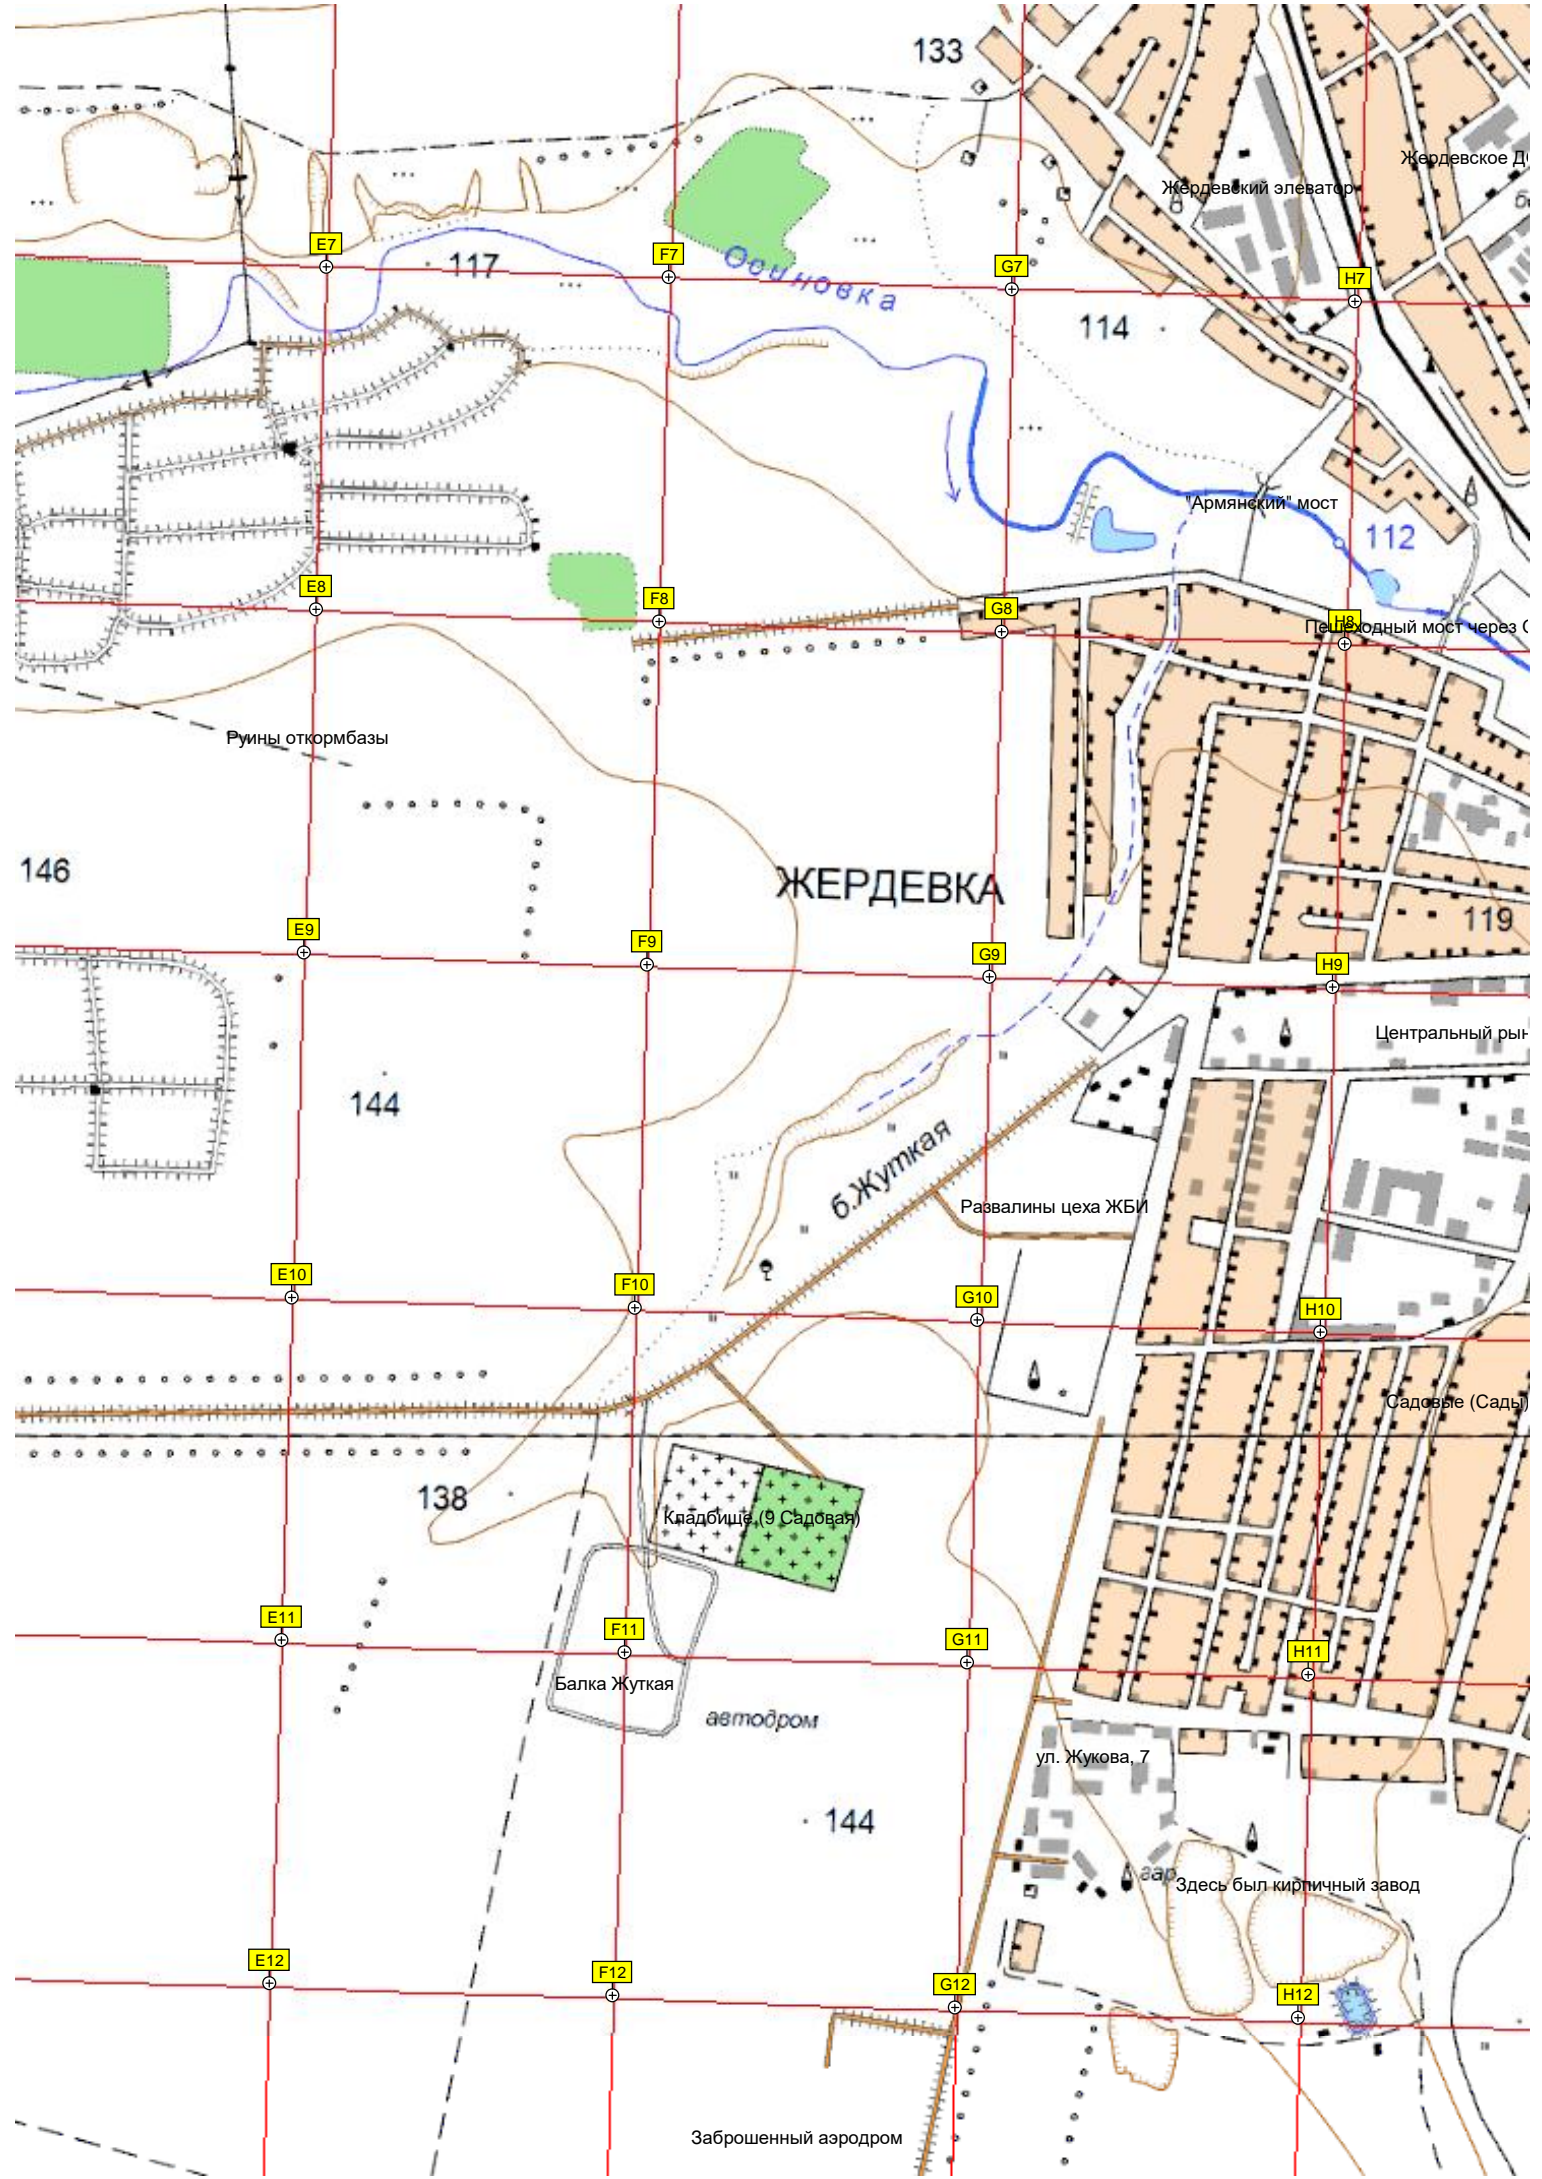 133
Жердевское Д
Жердевский элеватор
б
E7
F7
G7
H7
117
Осиновка
114
"Армянский" мост
112
E8
F8
G8
H8
Пешеходный мост через
Руины откормбазы
146
ЖЕРДЕВКА
119
E9
F9
G9
H9
Центральный рын
144
б.Жуткая
Развалины цеха ЖБИ
E10
F10
G10
H10
Садовые (Сады)
138
Кладбище (9 Садовая)
E11
F11
G11
H11
Балка Жуткая
автодром
ул. Жукова, 7
144
гар.
Здесь был кирпичный завод
E12
F12
G12
H12
Заброшенный аэродром